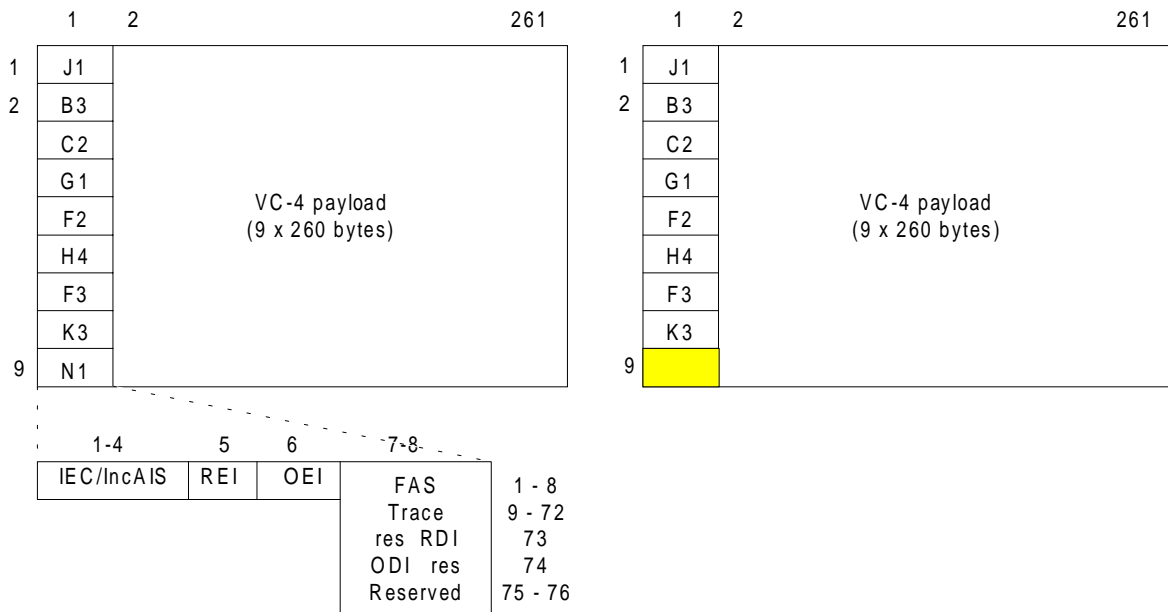 1 2 261
1 J1
2 B3
C2
G1
F2
H4
F3
K3
9 N1
VC-4 payload
(9 x 260 bytes)
1-4 5 6 7-8
IEC/IncAIS REI OEI FAS 1 - 8
Trace 9 - 72
res RDI 73
ODI res 74
Reserved 75 - 76
1 2 261
1 J1
2 B3
C2
G1
F2
H4
F3
K3
9
VC-4 payload
(9 x 260 bytes)